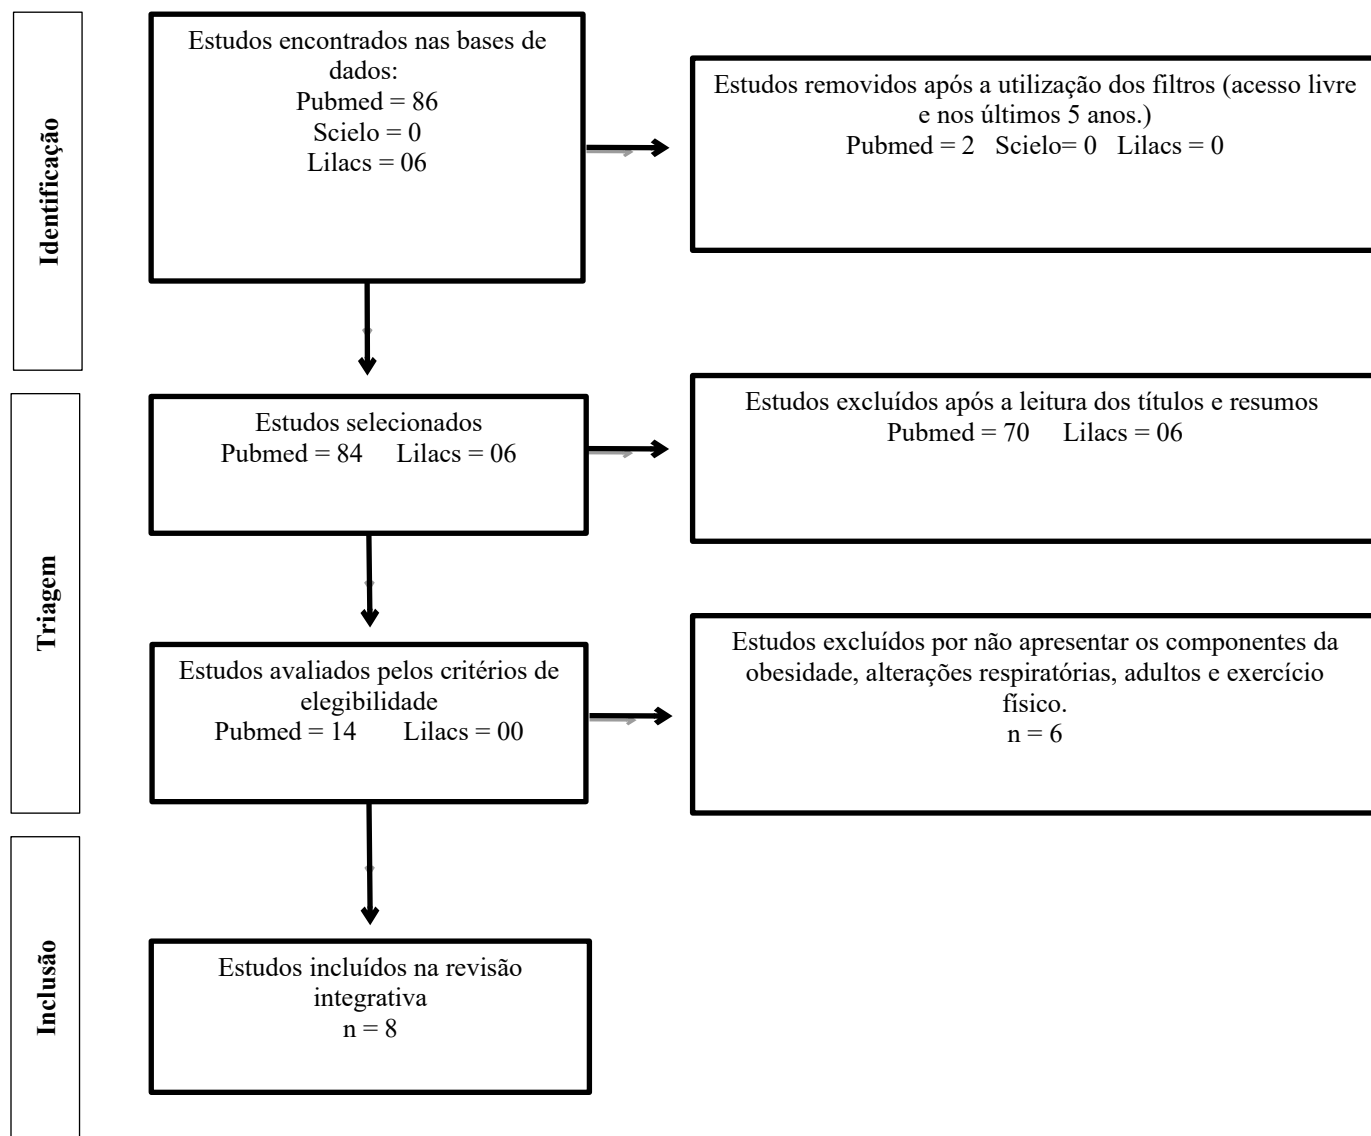 Identificação
Estudos encontrados nas bases de
dados:
Pubmed = 86
Scielo = 0
Lilacs = 06
Estudos removidos após a utilização dos filtros (acesso livre
e nos últimos 5 anos.)
Pubmed = 2 Scielo= 0 Lilacs = 0
Triagem
Estudos selecionados
Pubmed = 84 Lilacs = 06
Estudos excluídos após a leitura dos títulos e resumos
Pubmed = 70 Lilacs = 06
Estudos avaliados pelos critérios de
elegibilidade
Pubmed = 14 Lilacs = 00
Estudos excluídos por não apresentar os componentes da
obesidade, alterações respiratórias, adultos e exercício
físico.
n = 6
Inclusão
Estudos incluídos na revisão
integrativa
n = 8